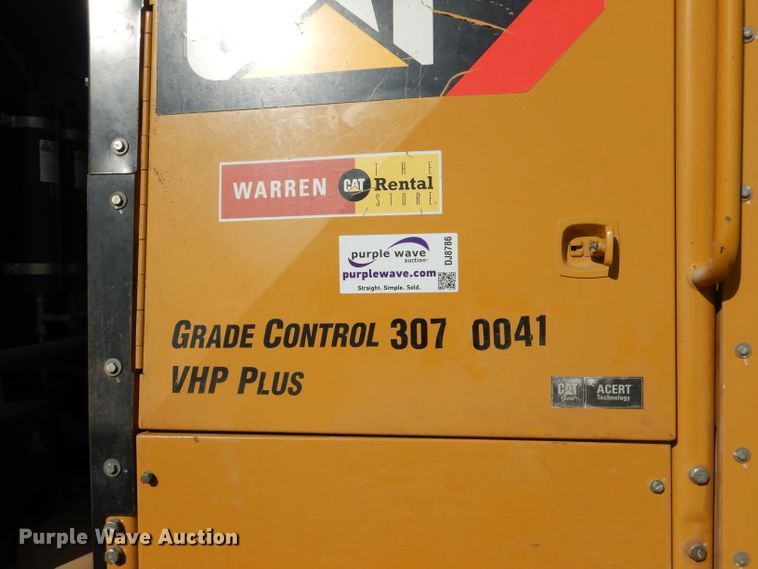 CAT
WARREN CAT THE Rental STORE
purple wave
auction
purplewave.com
Straight. Simple. Sold.
DJ8786
GRADE CONTROL 307 0041
VHP PLUS
CAT ACERT
Technology
Purple Wave Auction